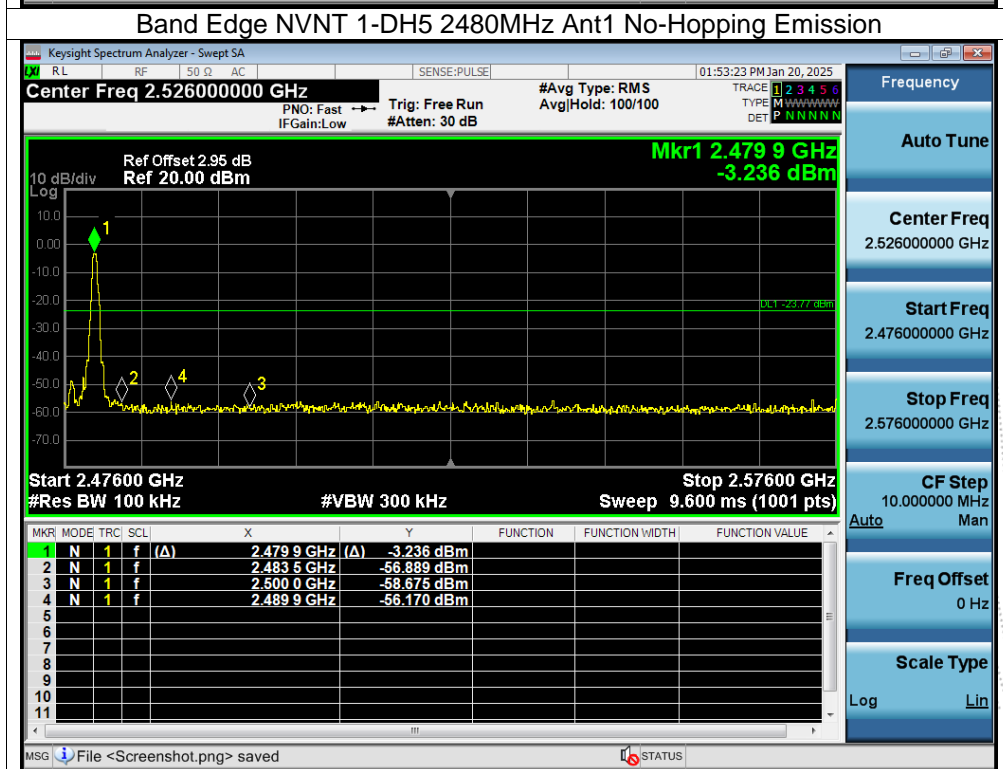 Band Edge NVNT 1-DH5 2480MHz Ant1 No-Hopping Emission
Keysight Spectrum Analyzer - Swept SA
LXI RL RF 50 Ω AC SENSE:PULSE 01:53:23 PM Jan 20, 2025
Center Freq 2.526000000 GHz
PNO: Fast
IFGain:Low
Trig: Free Run
#Atten: 30 dB
#Avg Type: RMS
Avg|Hold: 100/100
TRACE 1 2 3 4 5 6
TYPE M WWWWW
DET P N N N N N
Ref Offset 2.95 dB
Ref 20.00 dBm
10 dB/div
Log
Mkr1 2.479 9 GHz
-3.236 dBm
10.0
0.00
-10.0
-20.0
-30.0
-40.0
-50.0
-60.0
-70.0
1
2
4
3
DL1 -23.77 dBm
Start 2.47600 GHz
Stop 2.57600 GHz
#Res BW 100 kHz
#VBW 300 kHz
Sweep 9.600 ms (1001 pts)
MKR MODE TRC SCL X Y FUNCTION FUNCTION WIDTH FUNCTION VALUE
1 N 1 f (Δ) 2.479 9 GHz (Δ) -3.236 dBm
2 N 1 f 2.483 5 GHz -56.889 dBm
3 N 1 f 2.500 0 GHz -58.675 dBm
4 N 1 f 2.489 9 GHz -56.170 dBm
5
6
7
8
9
10
11
MSG File <Screenshot.png> saved
STATUS
Frequency
Auto Tune
Center Freq
2.526000000 GHz
Start Freq
2.476000000 GHz
Stop Freq
2.576000000 GHz
CF Step
10.000000 MHz
Auto Man
Freq Offset
0 Hz
Scale Type
Log Lin